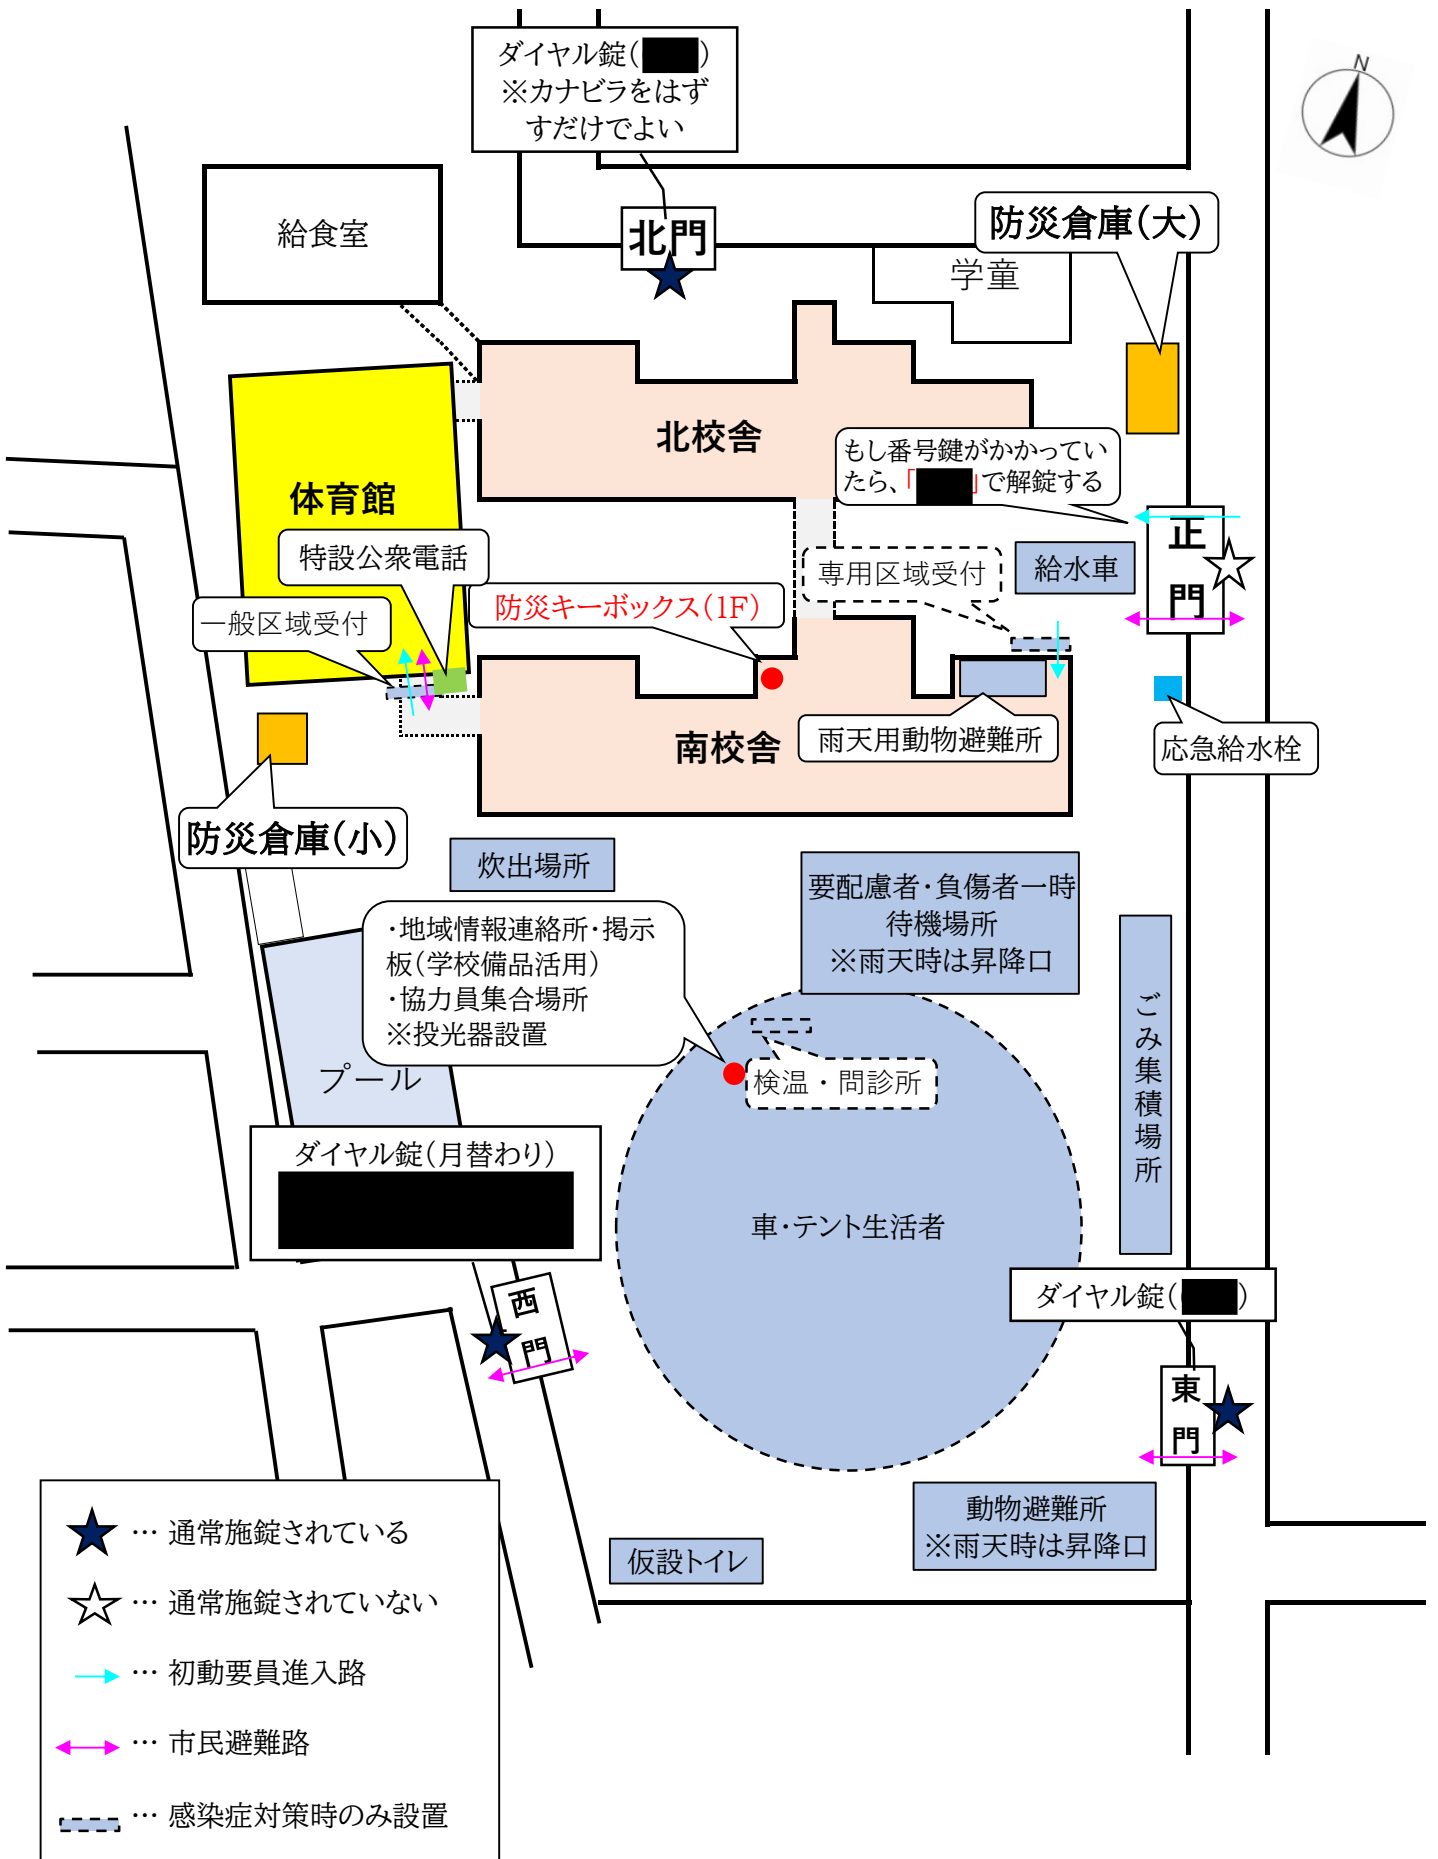 ダイヤル錠(
)
※カナビラをはず
すだけでよい
N
給食室
北門
防災倉庫(大)
学童
北校舎
もし番号鍵がかかってい
たら、「
」で解錠する
体育館
特設公衆電話
正門
専用区域受付
給水車
一般区域受付
防災キーボックス(1F)
雨天用動物避難所
南校舎
応急給水栓
防災倉庫(小)
炊出場所
要配慮者・負傷者一時
待機場所
※雨天時は昇降口
・地域情報連絡所・掲示
板(学校備品活用)
・協力員集合場所
※投光器設置
ごみ集積場所
プール
検温・問診所
ダイヤル錠(月替わり)
車・テント生活者
西門
ダイヤル錠(
)
東門
動物避難所
※雨天時は昇降口
仮設トイレ
… 通常施錠されている
… 通常施錠されていない
… 初動要員進入路
… 市民避難路
… 感染症対策時のみ設置